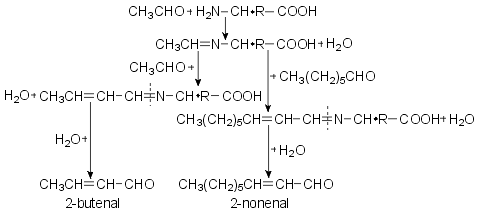 CH₃CHO+ H₂N–CH•R–COOH
CH₃CH=N–CH•R–COOH+H₂O
CH₃CHO+
+ CH₃(CH₂)₅CHO
H₂O+ CH₃CH=CH–CH=N–CH•R–COOH
CH₃(CH₂)₅CH=CH–CH=N–CH•R–COOH+H₂O
H₂O+
+H₂O
CH₃CH=CH–CHO CH₃(CH₂)₅CH=CH–CHO
2-butenal 2-nonenal